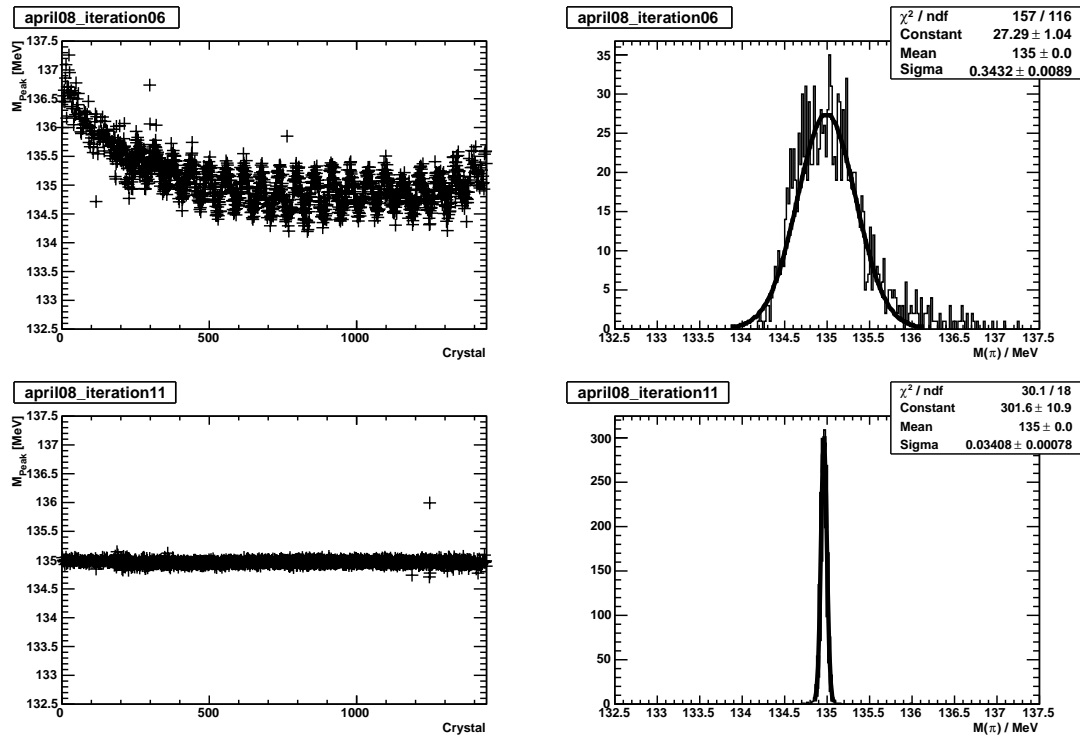 april08_iteration06
M_Peak [MeV]
137.5
137
136.5
136
135.5
135
134.5
134
133.5
133
132.5
0 500 1000
Crystal
april08_iteration06
χ² / ndf 157 / 116
Constant 27.29 ± 1.04
Mean 135 ± 0.0
Sigma 0.3432 ± 0.0089
35
30
25
20
15
10
5
0
132.5 133 133.5 134 134.5 135 135.5 136 136.5 137 137.5
M(π) / MeV
april08_iteration11
M_Peak [MeV]
137.5
137
136.5
136
135.5
135
134.5
134
133.5
133
132.5
0 500 1000
Crystal
april08_iteration11
χ² / ndf 30.1 / 18
Constant 301.6 ± 10.9
Mean 135 ± 0.0
Sigma 0.03408 ± 0.00078
300
250
200
150
100
50
0
132.5 133 133.5 134 134.5 135 135.5 136 136.5 137 137.5
M(π) / MeV